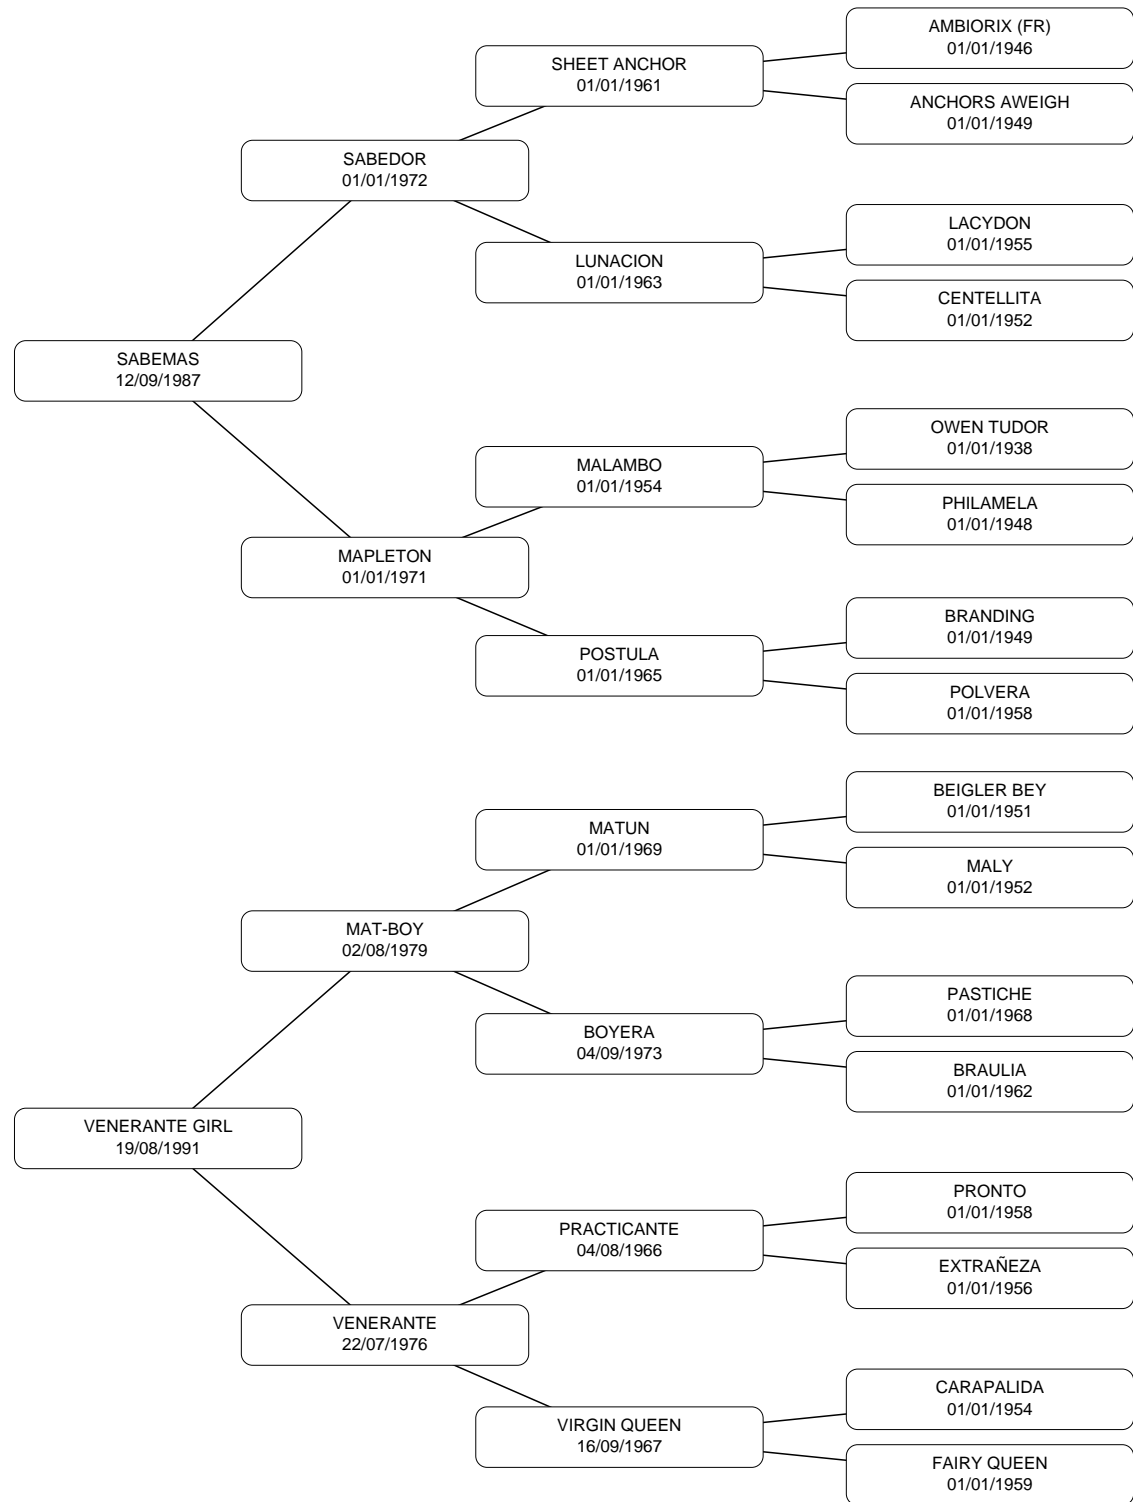 AMBIORIX (FR)
01/01/1946
SHEET ANCHOR
01/01/1961
ANCHORS AWEIGH
01/01/1949
SABEDOR
01/01/1972
LACYDON
01/01/1955
LUNACION
01/01/1963
CENTELLITA
01/01/1952
SABEMAS
12/09/1987
OWEN TUDOR
01/01/1938
MALAMBO
01/01/1954
PHILAMELA
01/01/1948
MAPLETON
01/01/1971
BRANDING
01/01/1949
POSTULA
01/01/1965
POLVERA
01/01/1958
BEIGLER BEY
01/01/1951
MATUN
01/01/1969
MALY
01/01/1952
MAT-BOY
02/08/1979
PASTICHE
01/01/1968
BOYERA
04/09/1973
BRAULIA
01/01/1962
VENERANTE GIRL
19/08/1991
PRONTO
01/01/1958
PRACTICANTE
04/08/1966
EXTRAÑEZA
01/01/1956
VENERANTE
22/07/1976
CARAPALIDA
01/01/1954
VIRGIN QUEEN
16/09/1967
FAIRY QUEEN
01/01/1959